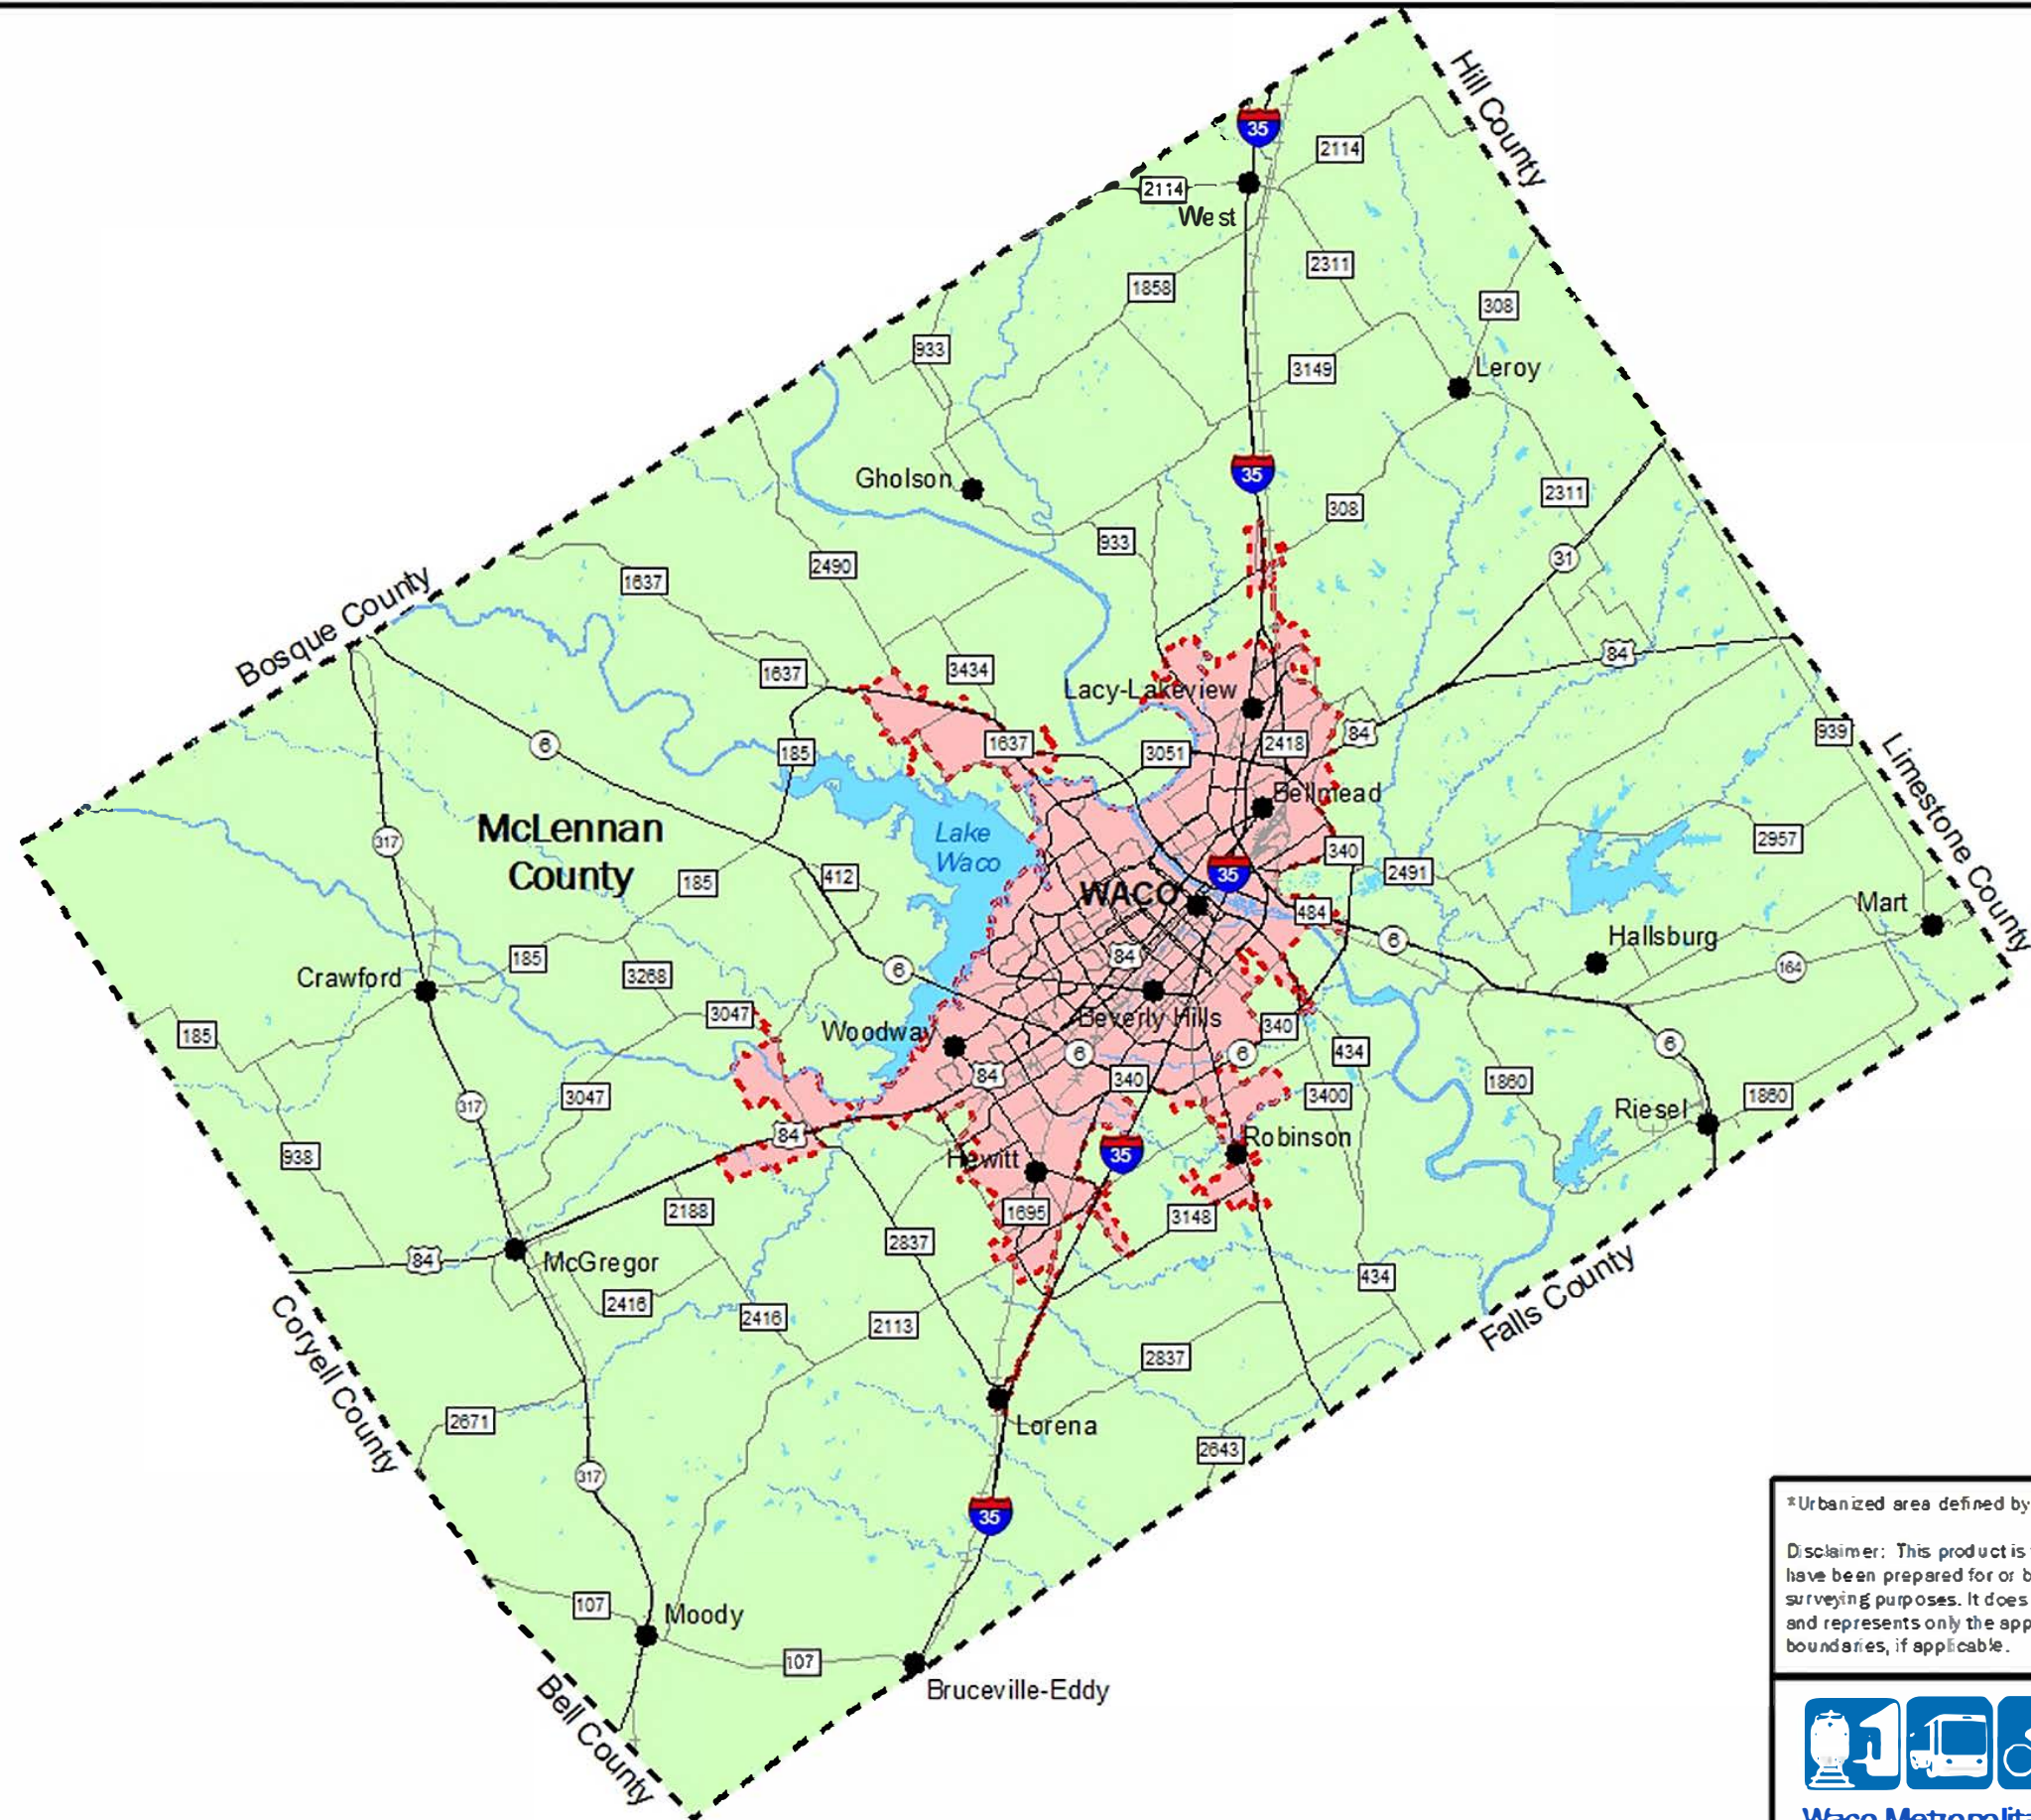 35
Hill County
2114
2114
West
2311
1858
308
933
3149
Leroy
35
Gholson
2311
308
933
31
2490
1637
Bosque County
84
3434
1637
Lacy-Lakeview
939
84
1637
2418
3051
185
6
Limestone County
Bellmead
McLennan
County
Lake
Waco
2957
317
340
2491
35
412
185
WACO
Mart
484
Hallsburg
6
84
185
164
6
3268
Crawford
3047
Beverly Hills
340
Woodway
185
6
6
434
6
84
340
1860
3047
3400
1860
317
Riesel
84
Robinson
35
938
Hewitt
2188
1695
3148
2837
84
McGregor
434
2416
2416
2113
Falls County
Coryell County
2837
2671
Lorena
2643
317
35
*Urbanized area defined by
Disclaimer: This product is
have been prepared for or b
surveying purposes. It does
and represents only the app
boundaries, if applicable.
107
Moody
107
Bruceville-Eddy
Bell County